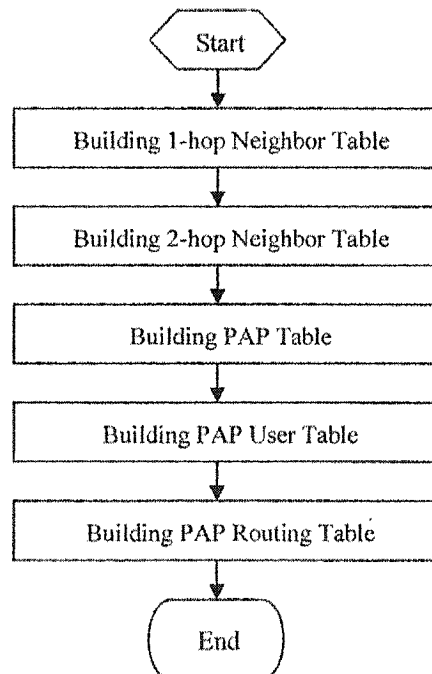 Start
Building 1-hop Neighbor Table
Building 2-hop Neighbor Table
Building PAP Table
Building PAP User Table
Building PAP Routing Table
End